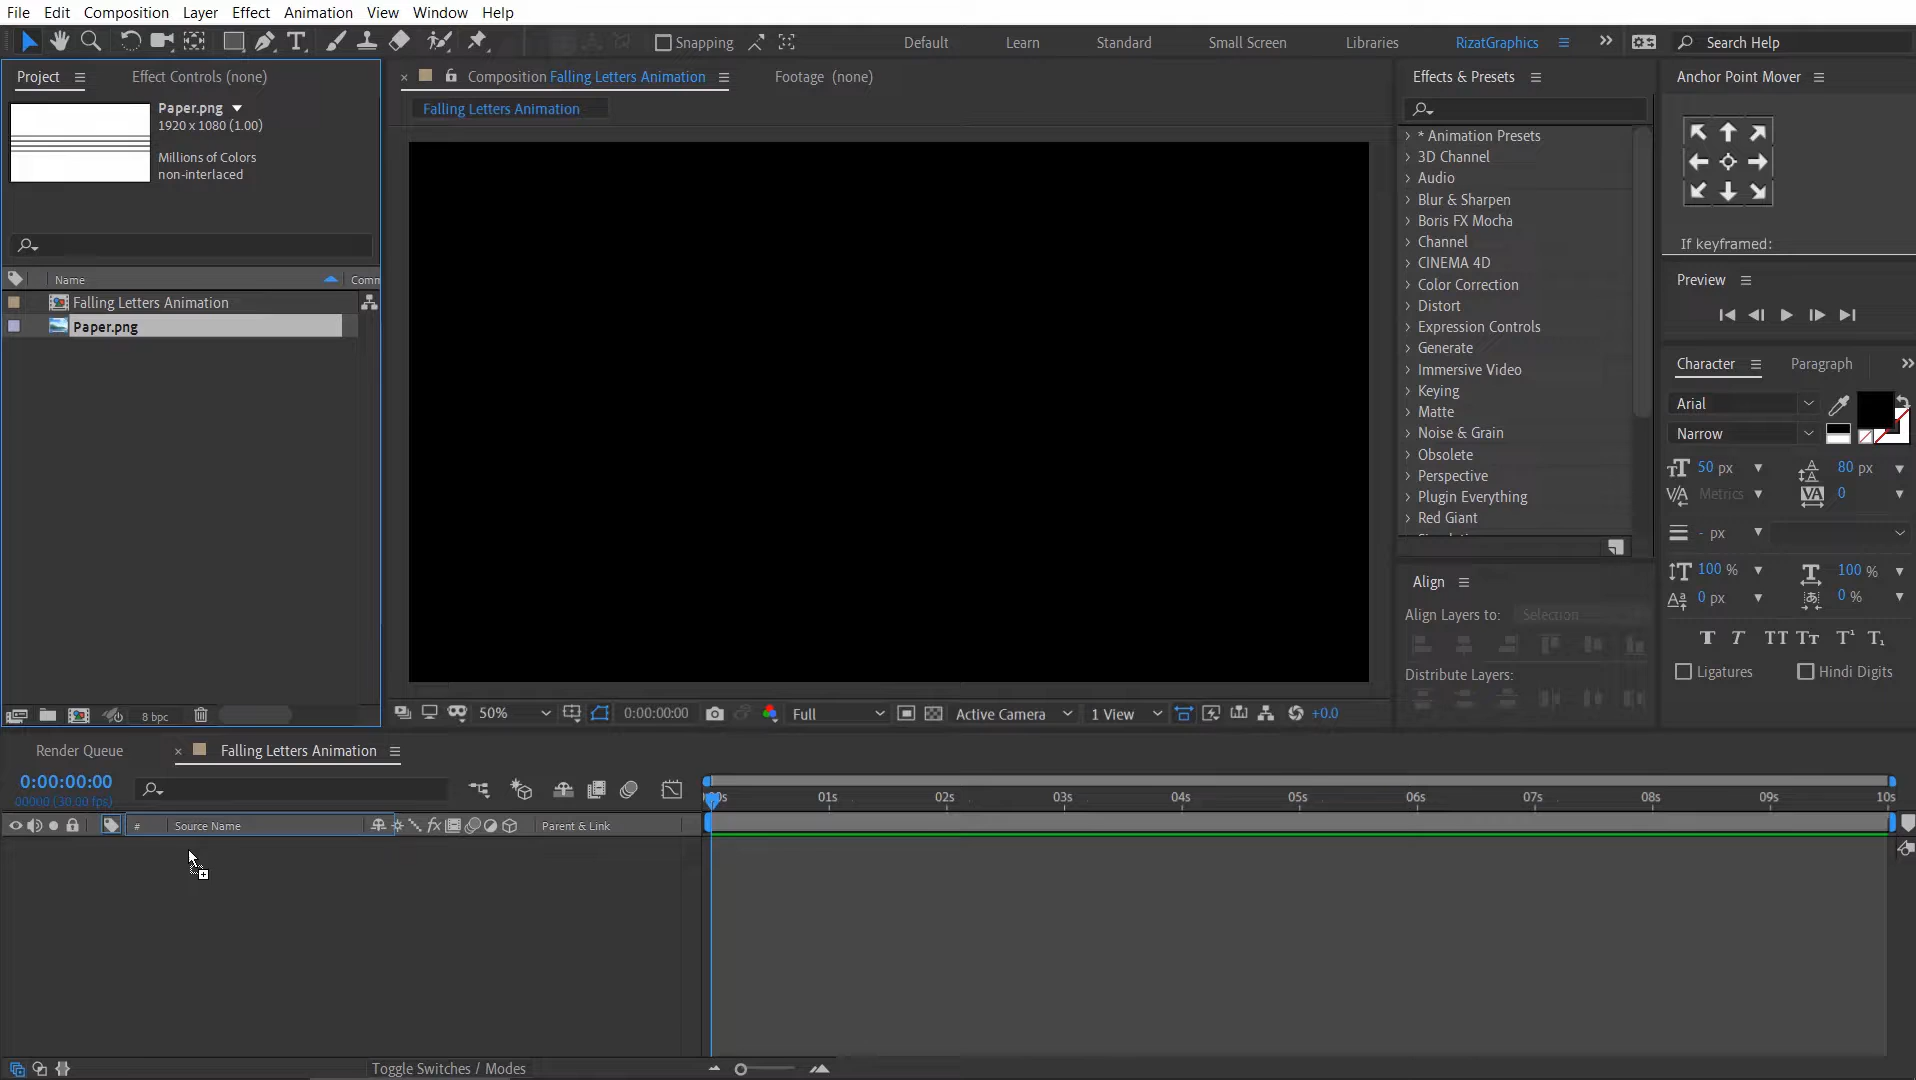 File Edit Composition Layer Effect Animation View Window Help
Snapping Default Learn Standard Small Screen Libraries RizatGraphics Search Help
Project Effect Controls (none)
Paper.png
1920 x 1080 (1.00)
Millions of Colors
non-interlaced
Name Comm
Falling Letters Animation
Paper.png
8 bpc
Composition Falling Letters Animation Footage (none)
Falling Letters Animation
50% 0:00:00:00 Full Active Camera 1 View +0.0
Effects & Presets
* Animation Presets
3D Channel
Audio
Blur & Sharpen
Boris FX Mocha
Channel
CINEMA 4D
Color Correction
Distort
Expression Controls
Generate
Immersive Video
Keying
Matte
Noise & Grain
Obsolete
Perspective
Plugin Everything
Red Giant
Align
Align Layers to: Selection
Distribute Layers:
Anchor Point Mover
If keyframed:
Preview
Character Paragraph
Arial
Narrow
50 px 80 px
Metrics 0
- px
100 % 100 %
0 px 0 %
Ligatures Hindi Digits
Render Queue Falling Letters Animation
0:00:00:00
00000 (30.00 fps)
# Source Name Parent & Link
01s 02s 03s 04s 05s 06s 07s 08s 09s 10s
Toggle Switches / Modes